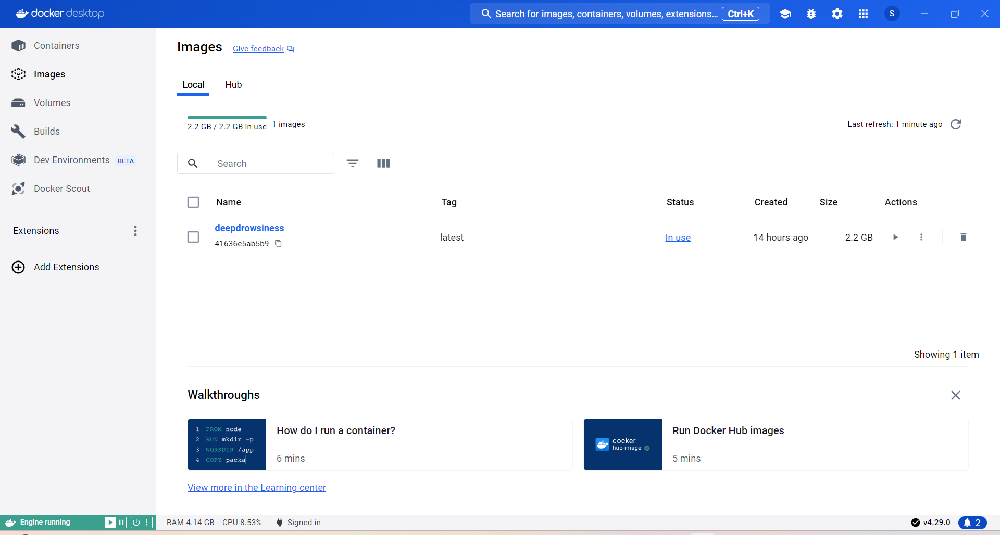 docker desktop
Search for images, containers, volumes, extensions... Ctrl+K
S
Containers
Images
Volumes
Builds
Dev Environments BETA
Docker Scout
Extensions
Add Extensions
Images Give feedback
Local Hub
2.2 GB / 2.2 GB in use 1 images
Last refresh: 1 minute ago
Search
Name Tag Status Created Size Actions
deepdrowsiness
41636e5ab5b9
latest In use 14 hours ago 2.2 GB
Showing 1 item
Walkthroughs
1 FROM node
2 RUN mkdir -p
3 WORKDIR /app
4 COPY packa
How do I run a container?
6 mins
docker
hub-image
Run Docker Hub images
5 mins
View more in the Learning center
Engine running
RAM 4.14 GB CPU 8.53% Signed in
v4.29.0 2